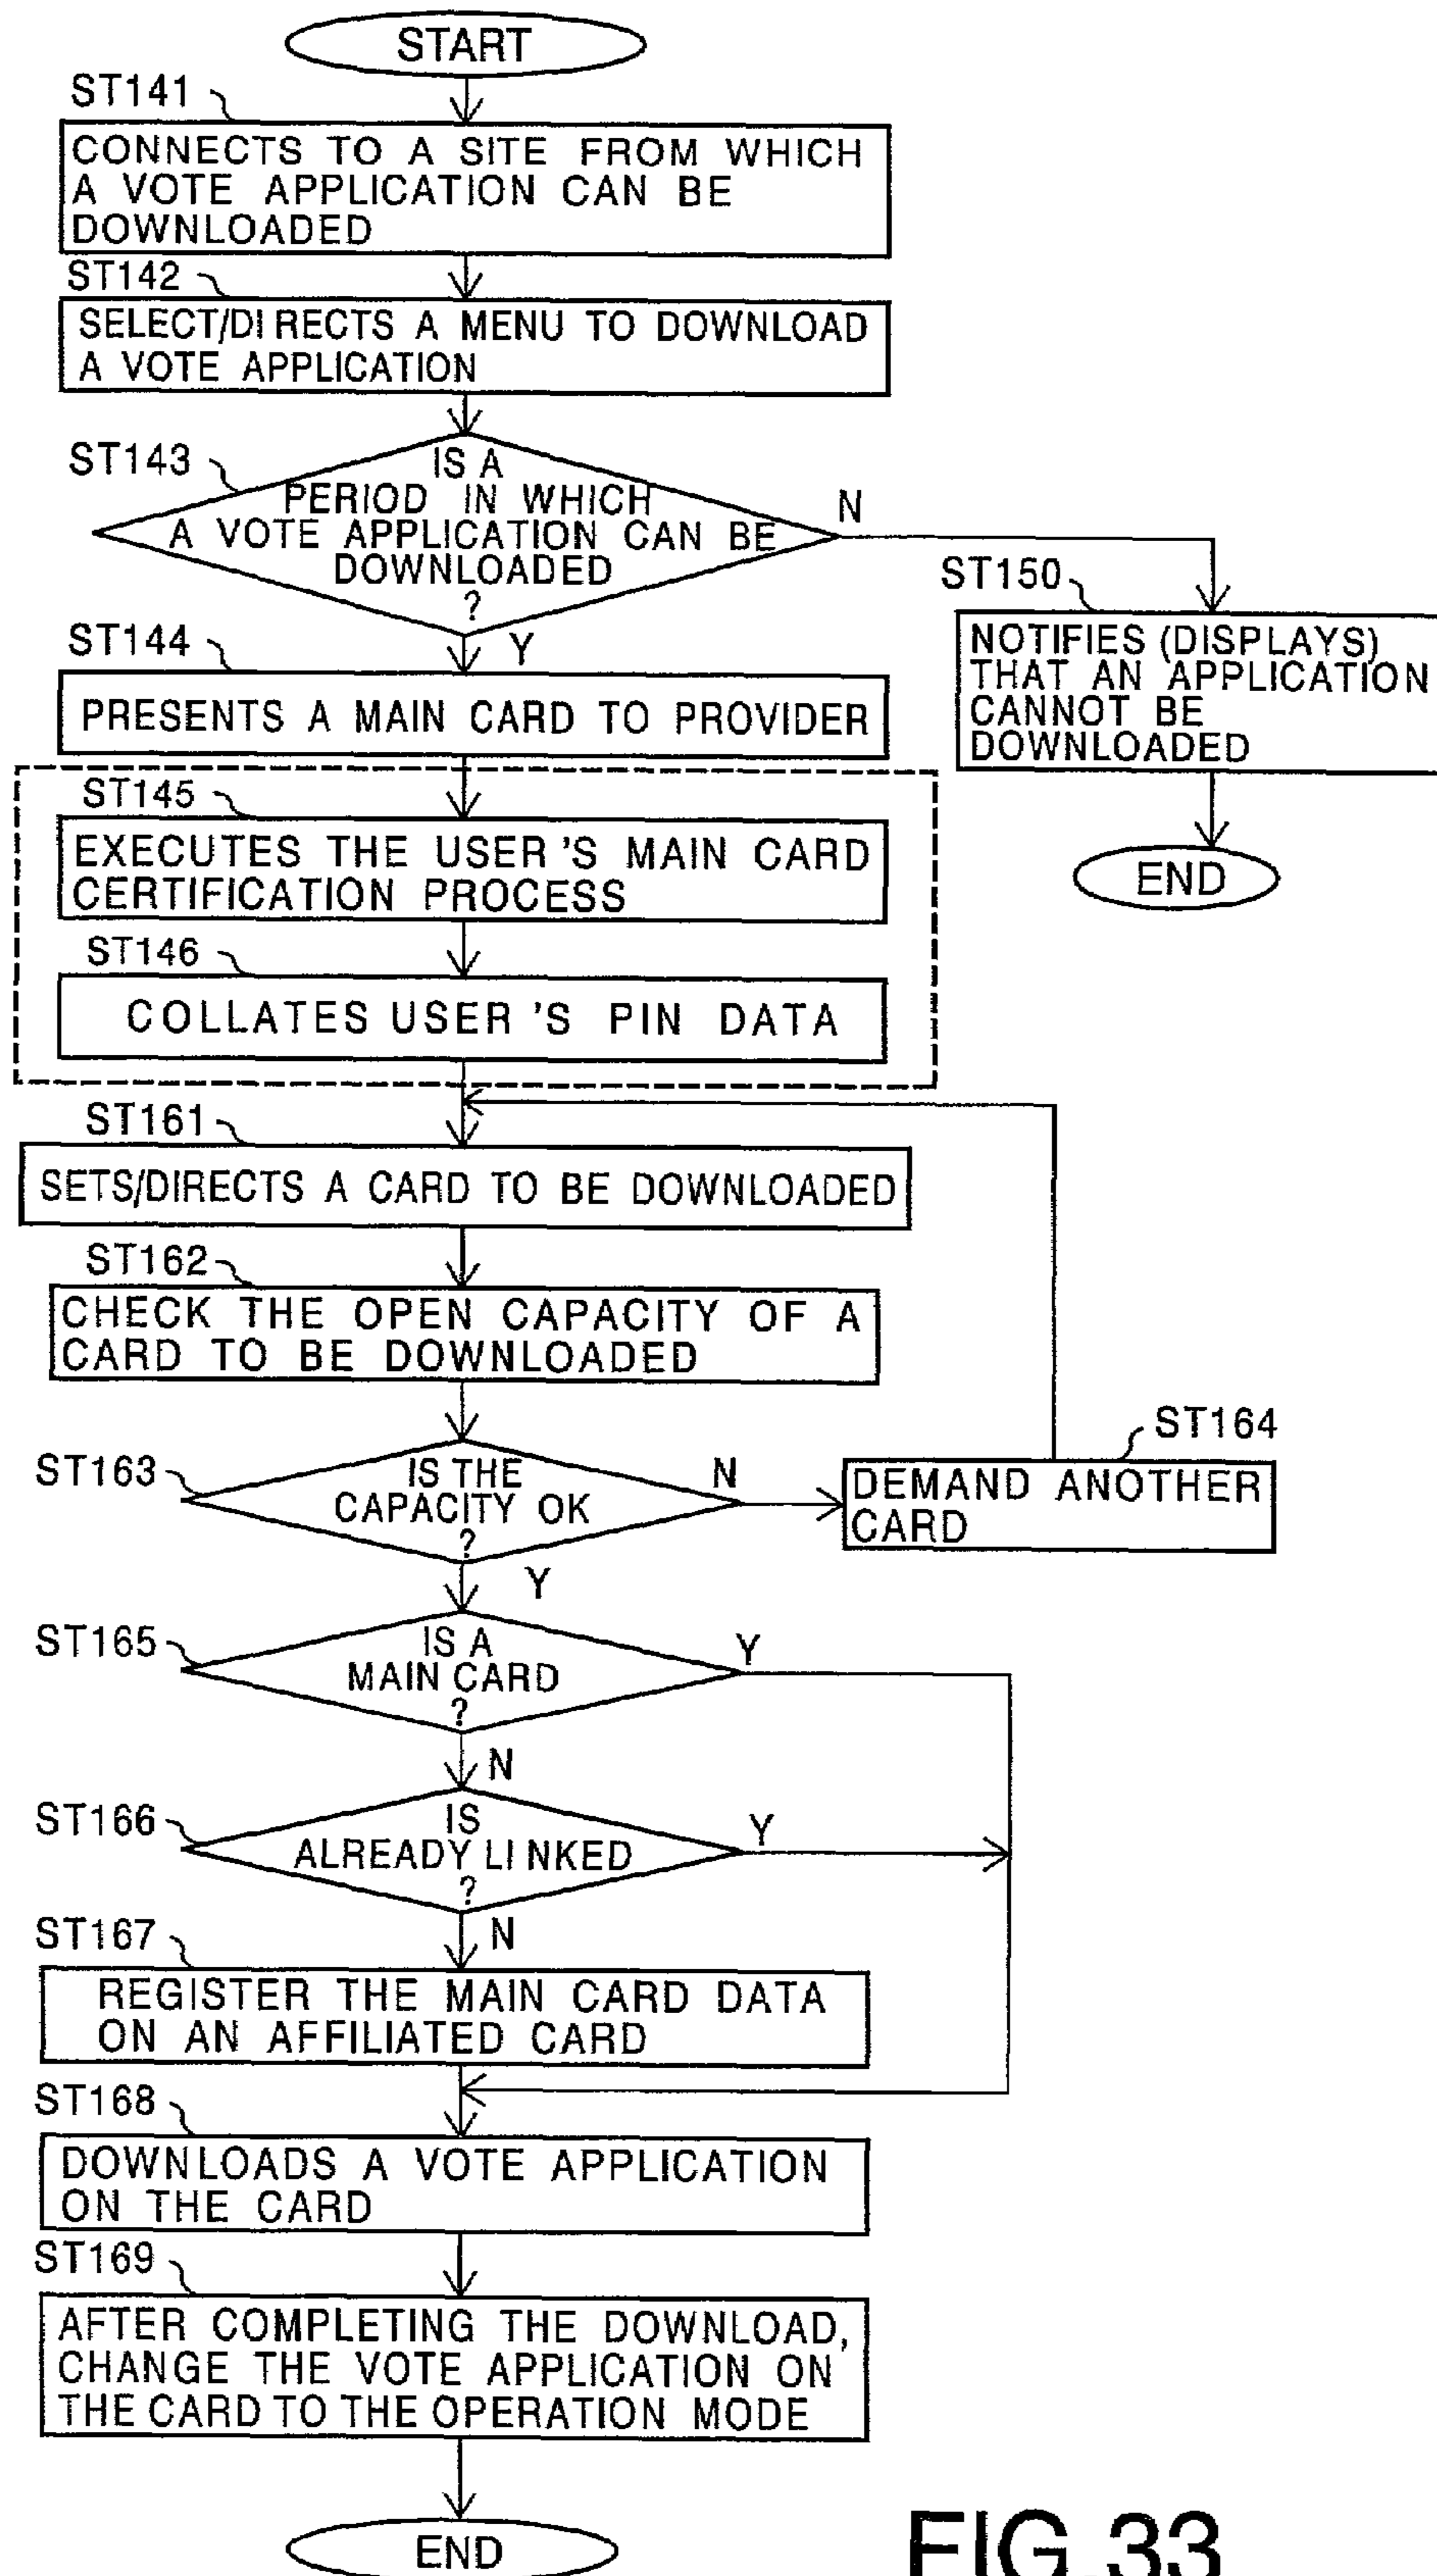 START
ST141
CONNECTS TO A SITE FROM WHICH
A VOTE APPLICATION CAN BE
DOWNLOADED
ST142
SELECT/DIRECTS A MENU TO DOWNLOAD
A VOTE APPLICATION
ST143
IS A
PERIOD IN WHICH
A VOTE APPLICATION CAN BE
DOWNLOADED
?
N
Y
ST150
NOTIFIES (DISPLAYS)
THAT AN APPLICATION
CANNOT BE
DOWNLOADED
END
ST144
PRESENTS A MAIN CARD TO PROVIDER
ST145
EXECUTES THE USER'S MAIN CARD
CERTIFICATION PROCESS
ST146
COLLATES USER'S PIN DATA
ST161
SETS/DIRECTS A CARD TO BE DOWNLOADED
ST162
CHECK THE OPEN CAPACITY OF A
CARD TO BE DOWNLOADED
ST163
IS THE
CAPACITY OK
?
N
Y
ST164
DEMAND ANOTHER
CARD
ST165
IS A
MAIN CARD
?
Y
N
ST166
IS
ALREADY LINKED
?
Y
N
ST167
REGISTER THE MAIN CARD DATA
ON AN AFFILIATED CARD
ST168
DOWNLOADS A VOTE APPLICATION
ON THE CARD
ST169
AFTER COMPLETING THE DOWNLOAD,
CHANGE THE VOTE APPLICATION ON
THE CARD TO THE OPERATION MODE
END
FIG.33